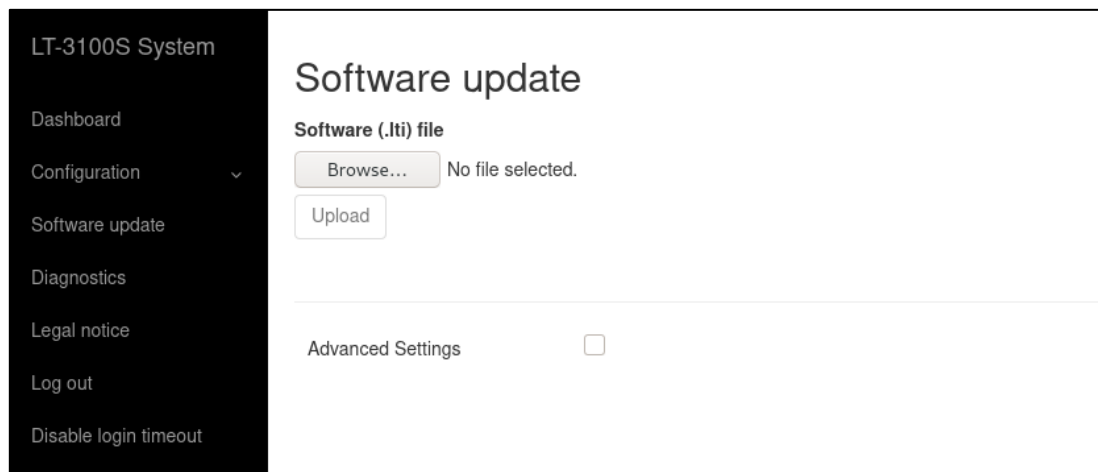 LT-3100S System
Dashboard
Configuration
Software update
Diagnostics
Legal notice
Log out
Disable login timeout
Software update
Software (.lti) file
Browse... No file selected.
Upload
Advanced Settings